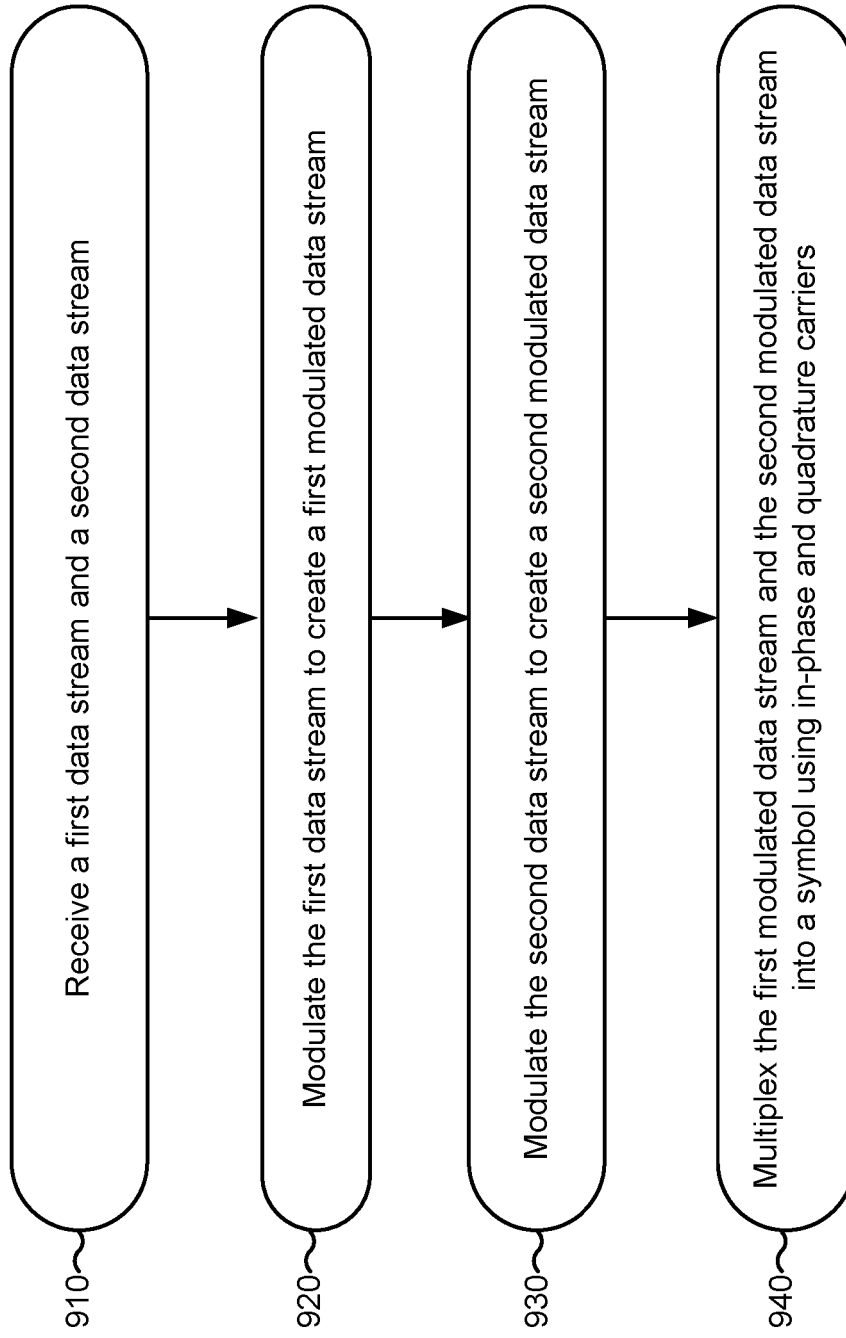 910
Receive a first data stream and a second data stream
920
Modulate the first data stream to create a first modulated data stream
930
Modulate the second data stream to create a second modulated data stream
940
Multiplex the first modulated data stream and the second modulated data stream
into a symbol using in-phase and quadrature carriers